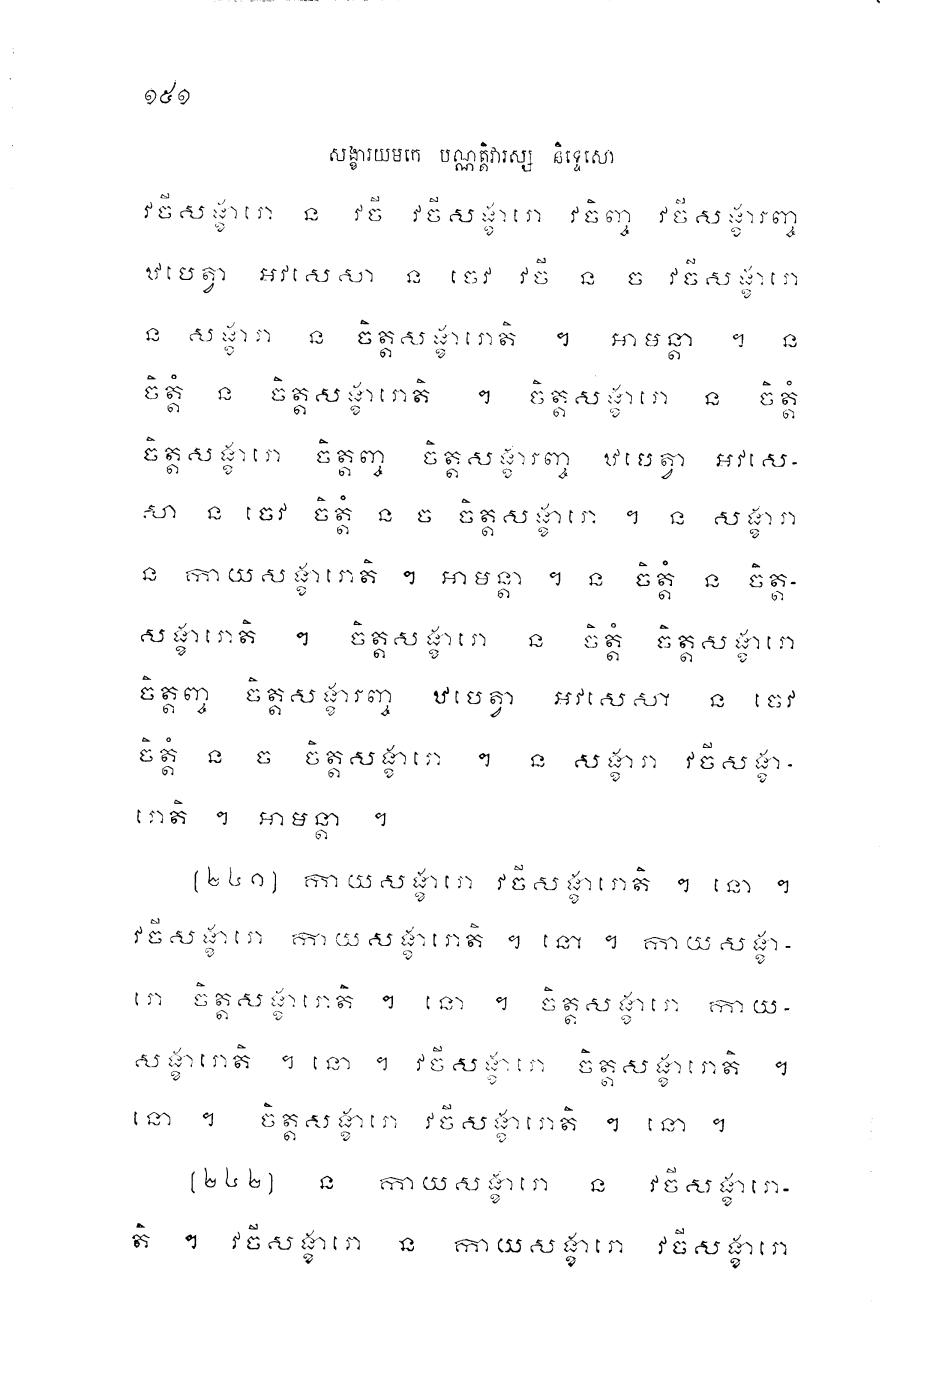 ១៥១
សង្ខារយមកេ បណ្ណត្តិវារស្ស និទ្ទេសោ
វចីសង្ខារោ ន វចី វចីសង្ខារោ វចិញ្ច វចីសង្ខារញ្ច
ឋបេត្វា អវសេសា ន ចេវ វចី ន ច វចីសង្ខារោ
ន សង្ខារា ន ចិត្តសង្ខារោតិ ។ អាមន្តា ។ ន
ចិត្តំ ន ចិត្តសង្ខារោតិ ។ ចិត្តសង្ខារោ ន ចិត្តំ
ចិត្តសង្ខារោ ចិត្តញ្ច ចិត្តសង្ខារញ្ច ឋបេត្វា អវសេ-
សា ន ចេវ ចិត្តំ ន ច ចិត្តសង្ខារោ ។ ន សង្ខារា
ន កាយសង្ខារោតិ ។ អាមន្តា ។ ន ចិត្តំ ន ចិត្ត-
សង្ខារោតិ ។ ចិត្តសង្ខារោ ន ចិត្តំ ចិត្តសង្ខារោ
ចិត្តញ្ច ចិត្តសង្ខារញ្ច ឋបេត្វា អវសេសា ន ចេវ
ចិត្តំ ន ច ចិត្តសង្ខារោ ។ ន សង្ខារា វចីសង្ខា-
រោតិ ។ អាមន្តា ។
(២៤១) កាយសង្ខារោ វចីសង្ខារោតិ ។ នោ ។
វចីសង្ខារោ កាយសង្ខារោតិ ។ នោ ។ កាយសង្ខា-
រោ ចិត្តសង្ខារោតិ ។ នោ ។ ចិត្តសង្ខារោ កាយ-
សង្ខារោតិ ។ នោ ។ វចីសង្ខារោ ចិត្តសង្ខារោតិ ។
នោ ។ ចិត្តសង្ខារោ វចីសង្ខារោតិ ។ នោ ។
(២៤២) ន កាយសង្ខារោ ន វចីសង្ខារោ-
តិ ។ វចីសង្ខារោ ន កាយសង្ខារោ វចីសង្ខារោ